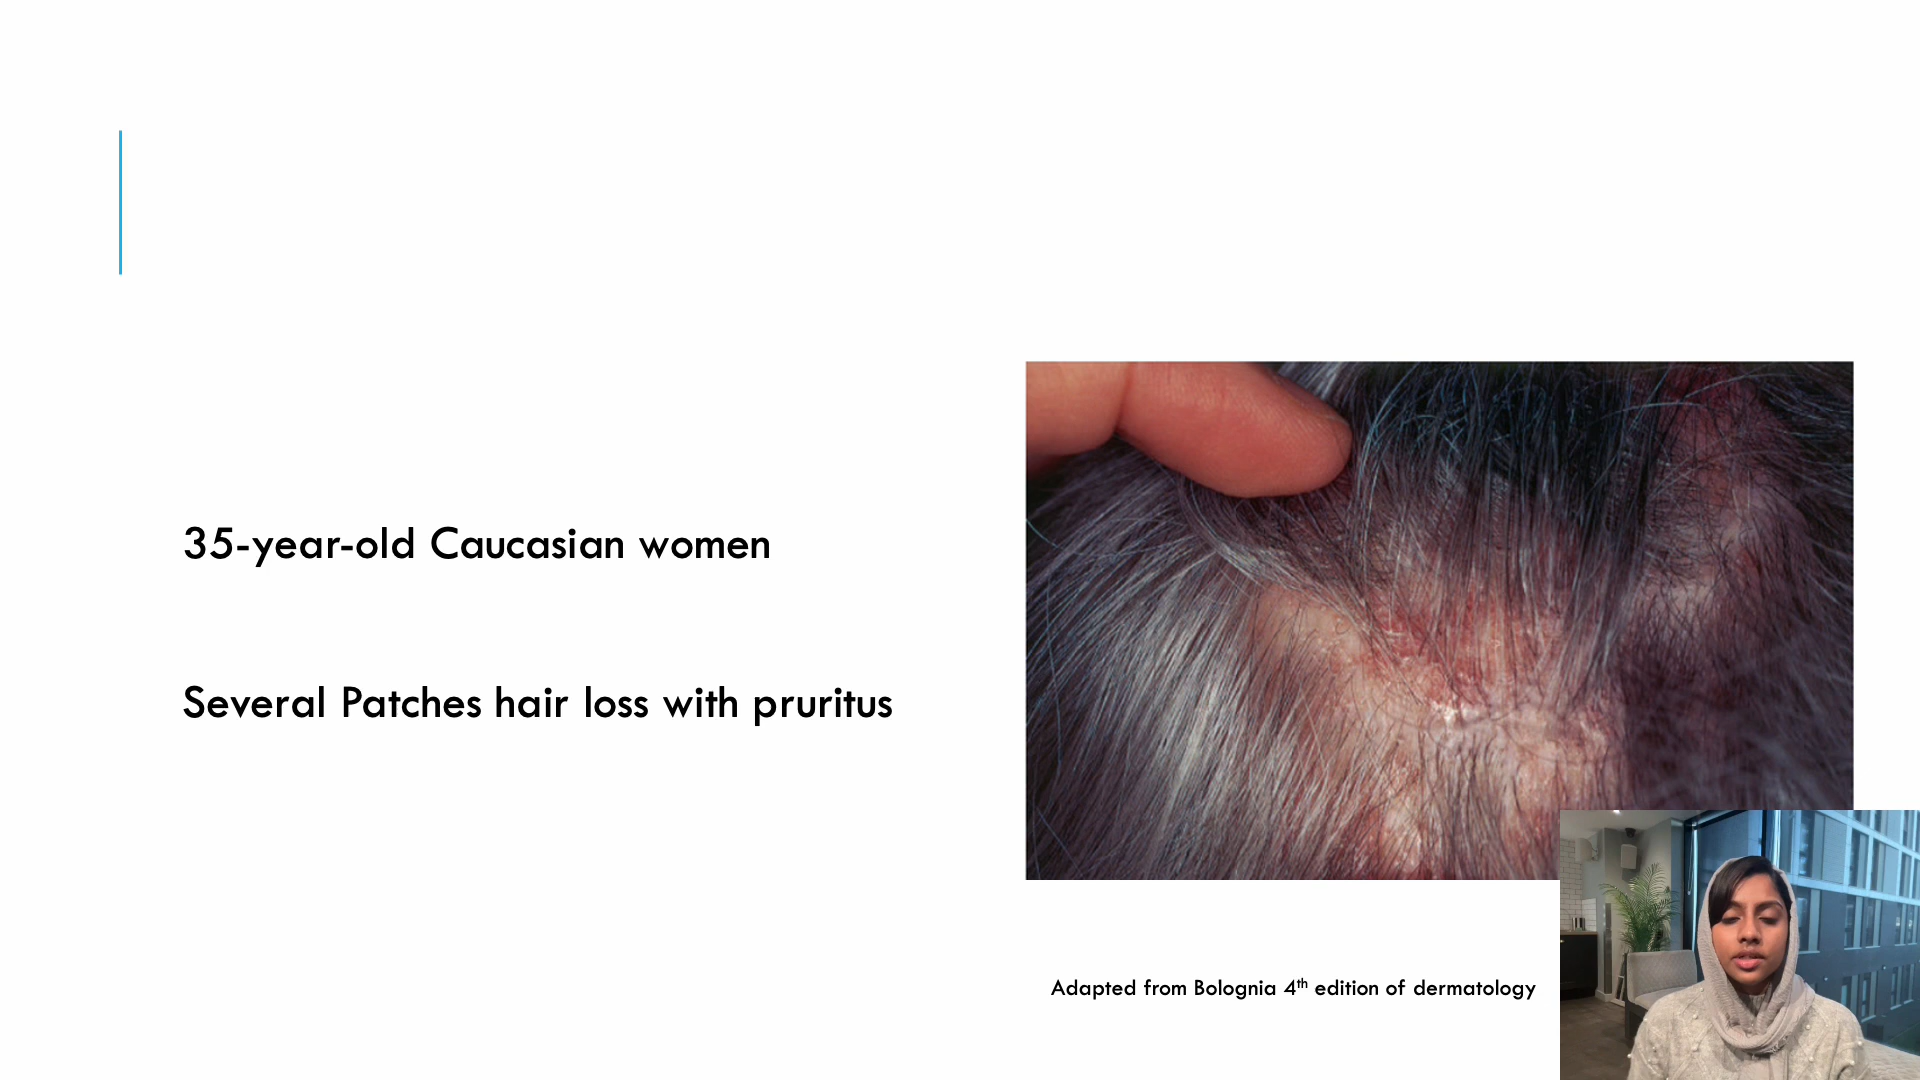 35-year-old Caucasian women
Several Patches hair loss with pruritus
Adapted from Bolognia 4th edition of dermatology